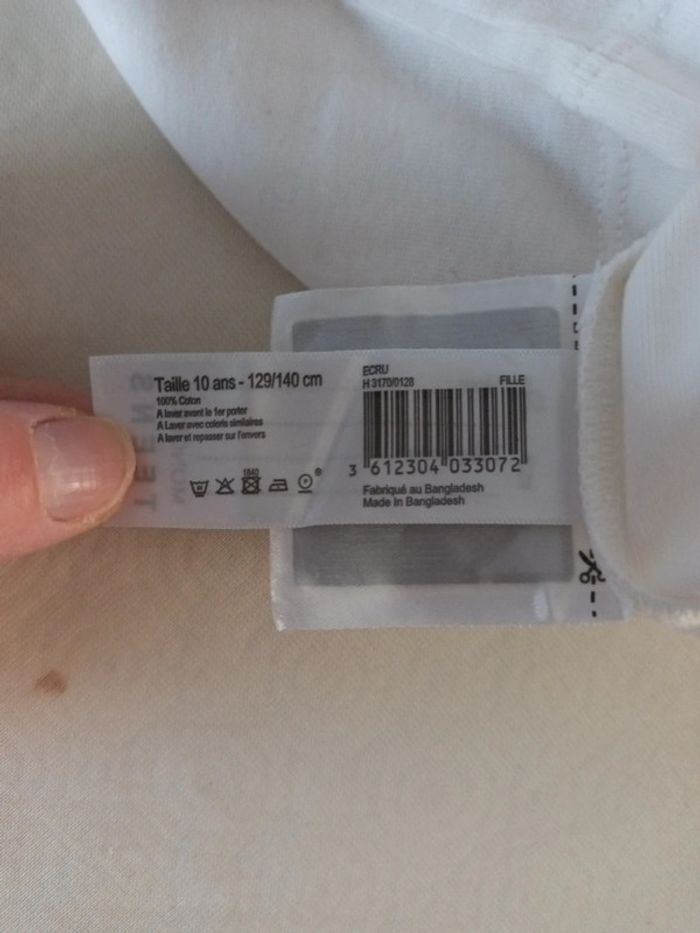 Taille 10 ans - 129/140 cm
100% Coton
A laver avant le 1er porter
A Laver avec coloris similaires
A laver et repasser sur l'envers
1840
ECRU
H 3170/0128 FILLE
3 612304 033072
Fabriqué au Bangladesh
Made In Bangladesh